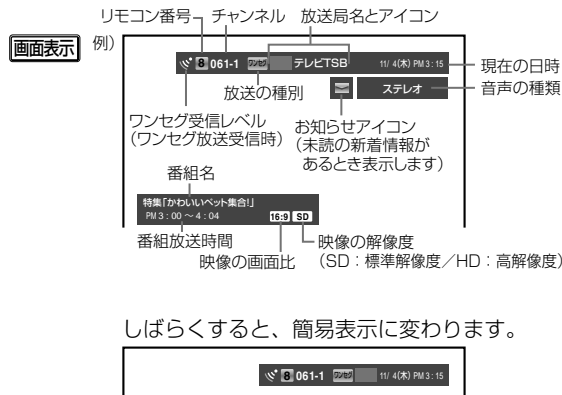 リモコン番号 チャンネル 放送局名とアイコン
画面表示 例)
8 061-1 ワンセグ テレビTSB 11/ 4(木) PM 3 : 15
現在の日時
ステレオ
音声の種類
放送の種別
ワンセグ受信レベル
(ワンセグ放送受信時)
お知らせアイコン
(未読の新着情報が
あるとき表示します)
番組名
特集「かわいいペット集合!」
PM 3 : 00 ～ 4 : 04 16:9 SD
番組放送時間
映像の画面比
映像の解像度
(SD:標準解像度/HD:高解像度)
しばらくすると、簡易表示に変わります。
8 061-1 ワンセグ 11/ 4(木) PM 3 : 15